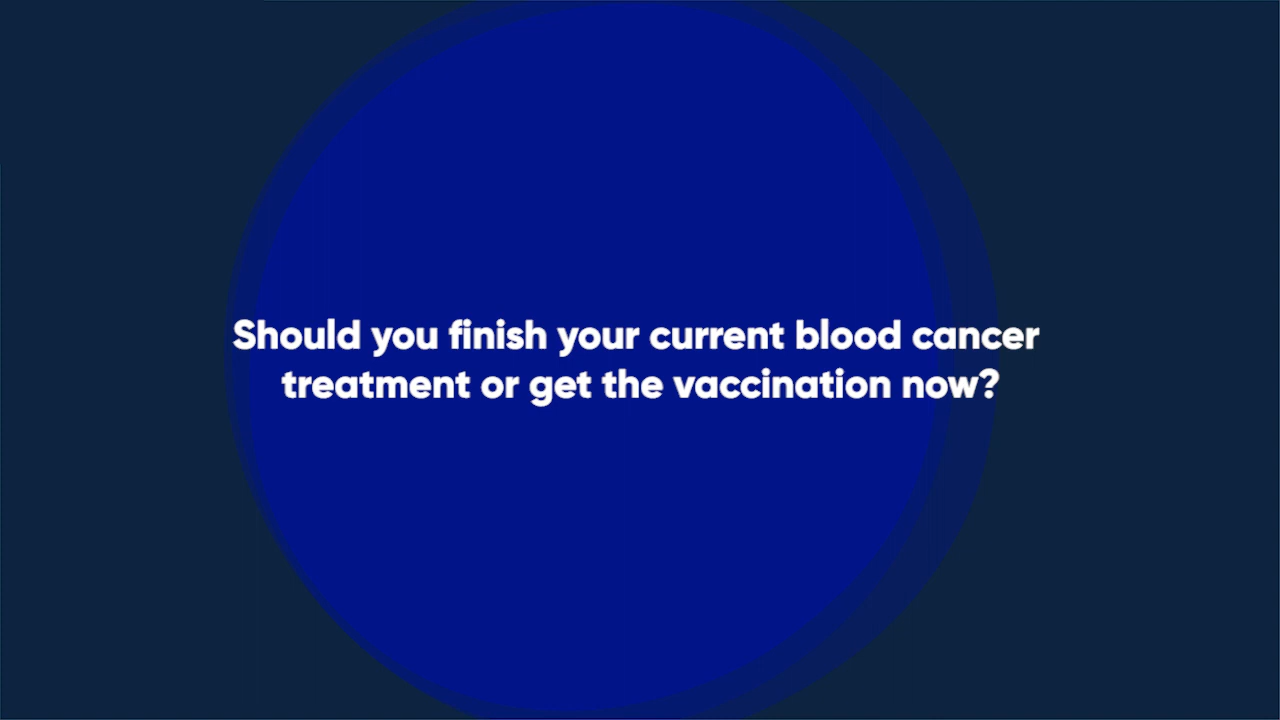 Should you finish your current blood cancer
treatment or get the vaccination now?